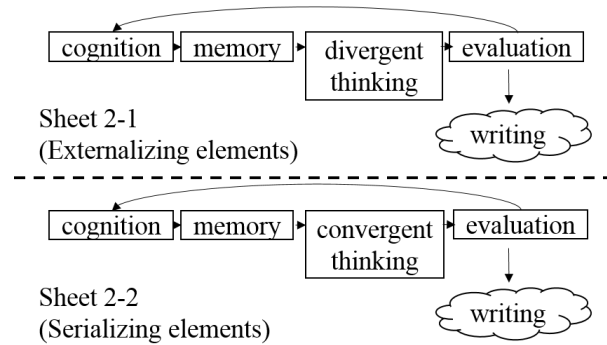 cognition memory divergent thinking evaluation
writing
Sheet 2-1
(Externalizing elements)
cognition memory convergent thinking evaluation
writing
Sheet 2-2
(Serializing elements)